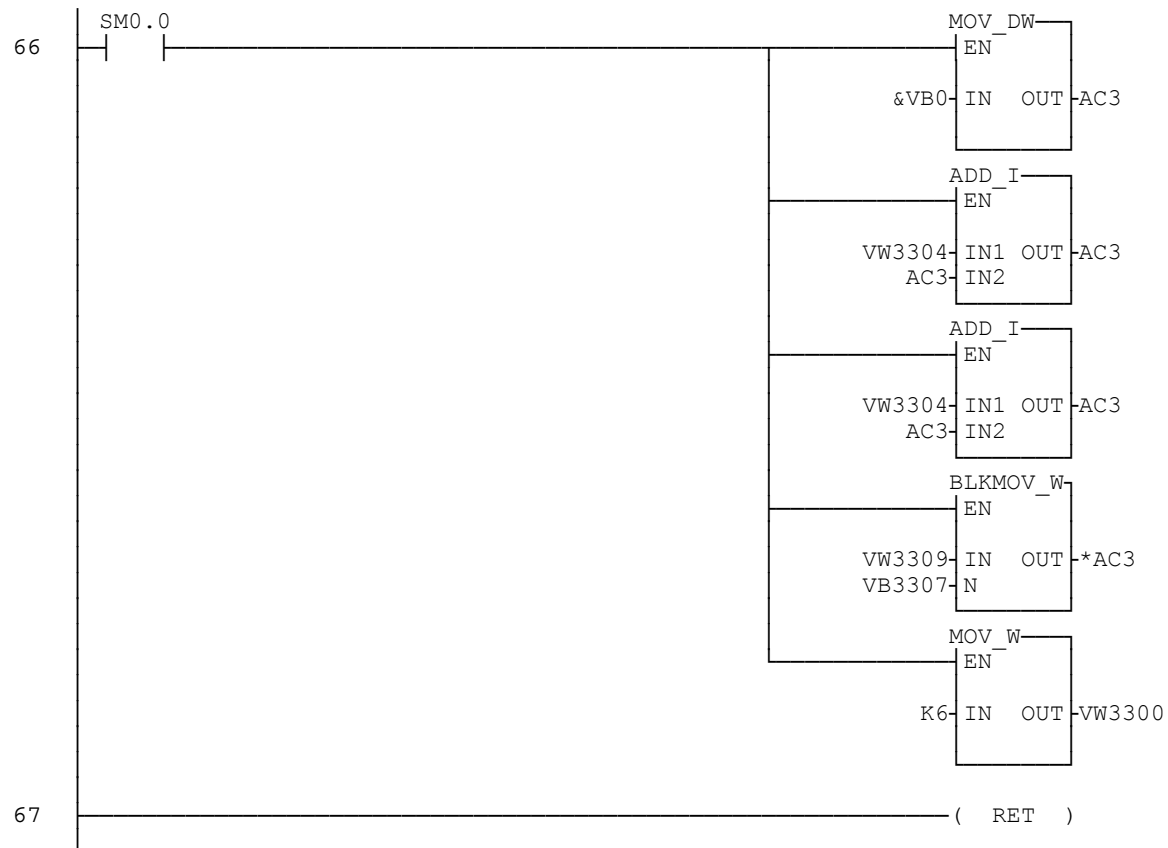 SM0.0 MOV_DW
66 EN
&VB0 IN OUT AC3
ADD_I
EN
VW3304 IN1 OUT AC3
AC3 IN2
ADD_I
EN
VW3304 IN1 OUT AC3
AC3 IN2
BLKMOV_W
EN
VW3309 IN OUT *AC3
VB3307 N
MOV_W
EN
K6 IN OUT VW3300
67 ( RET )